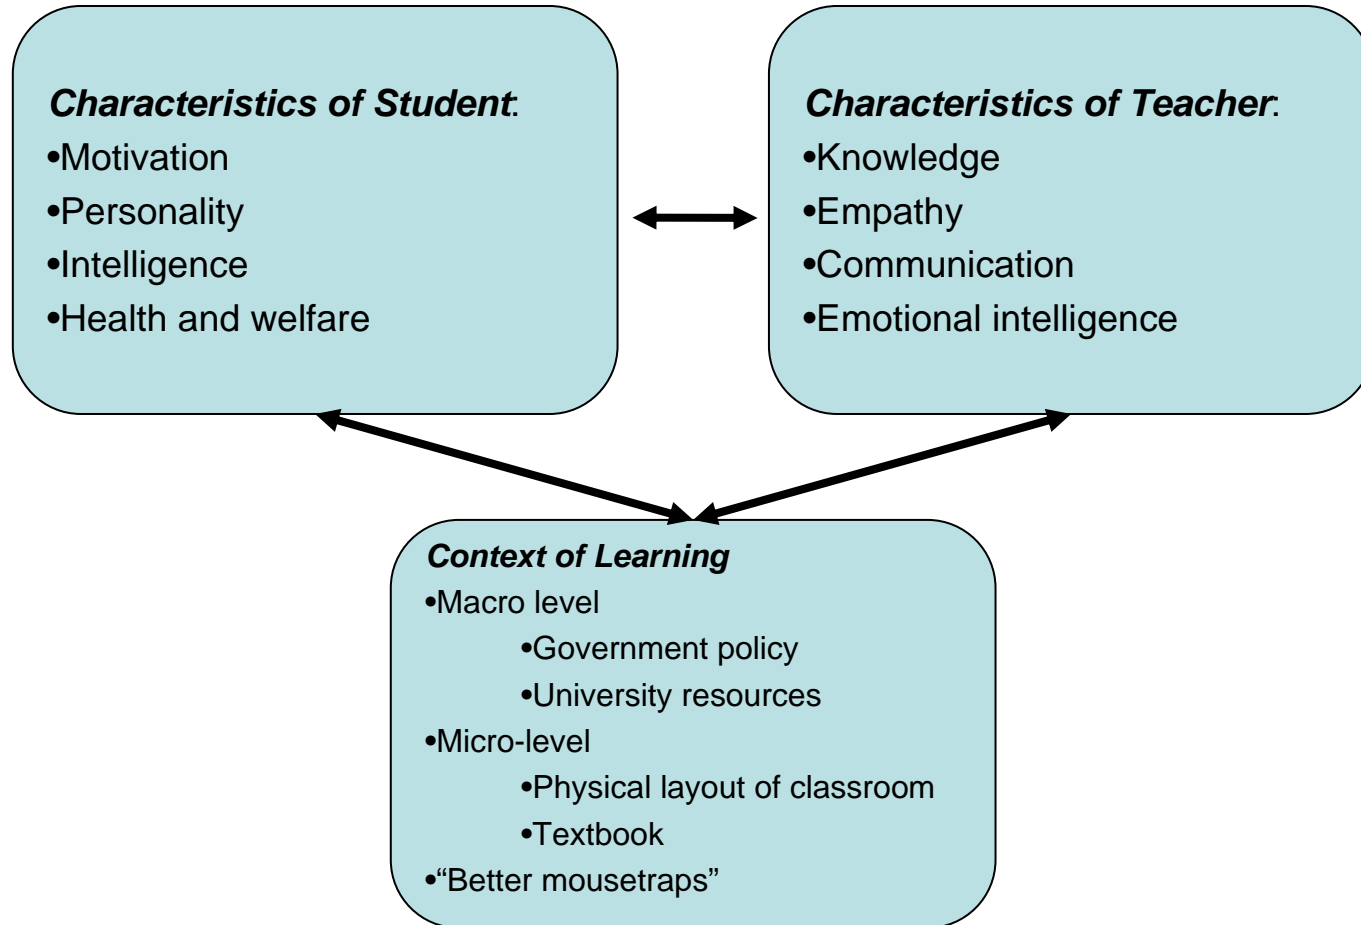 Characteristics of Student:
•Motivation
•Personality
•Intelligence
•Health and welfare
Characteristics of Teacher:
•Knowledge
•Empathy
•Communication
•Emotional intelligence
Context of Learning
•Macro level
•Government policy
•University resources
•Micro-level
•Physical layout of classroom
•Textbook
•“Better mousetraps”